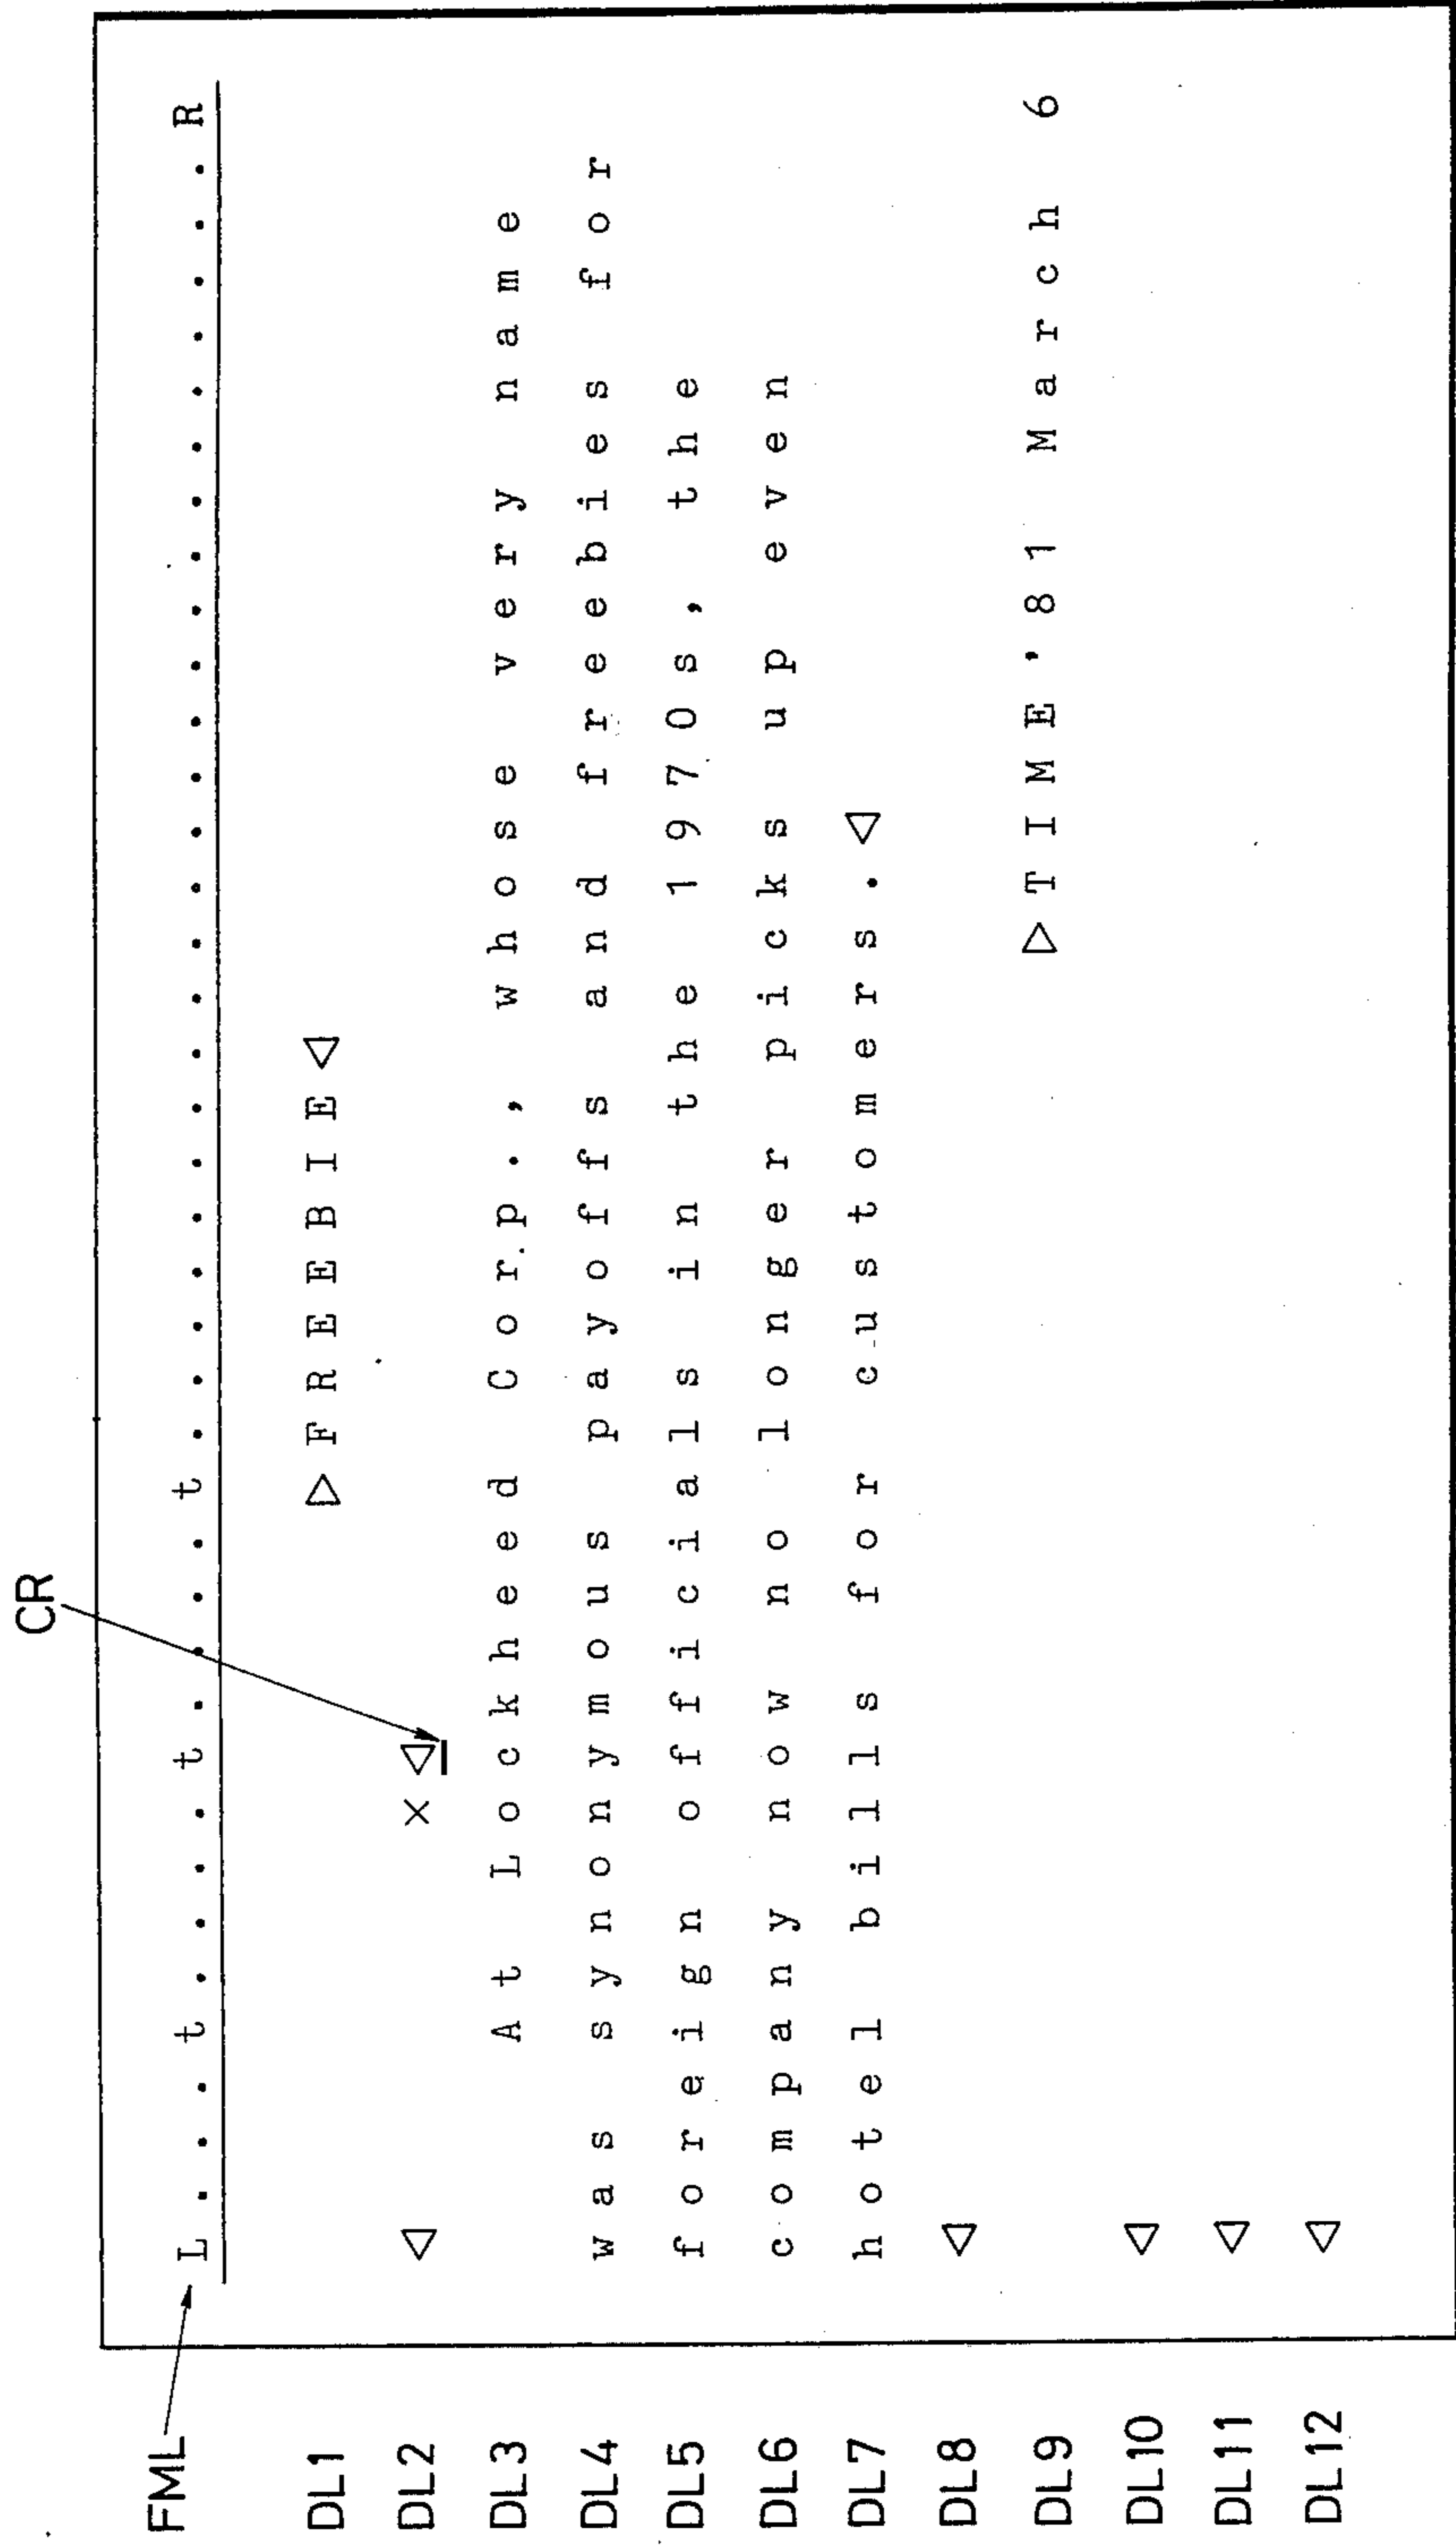 CR
FML L . . . t . . . . t . . . . t . . . . . . . . . . . . . . . . . . . . . . . . R
DL1 ▷FREEBIE◁
DL2 ◁ ×◁
DL3 At Lockheed Corp., whose very name
DL4 was synonymous payoffs and freebies for
DL5 foreign officials in the 1970s, the
DL6 company now no longer picks up even
DL7 hotel bills for customers.◁
DL8 ◁
DL9 ▷TIME'81 March 6
DL10 ◁
DL11 ◁
DL12 ◁